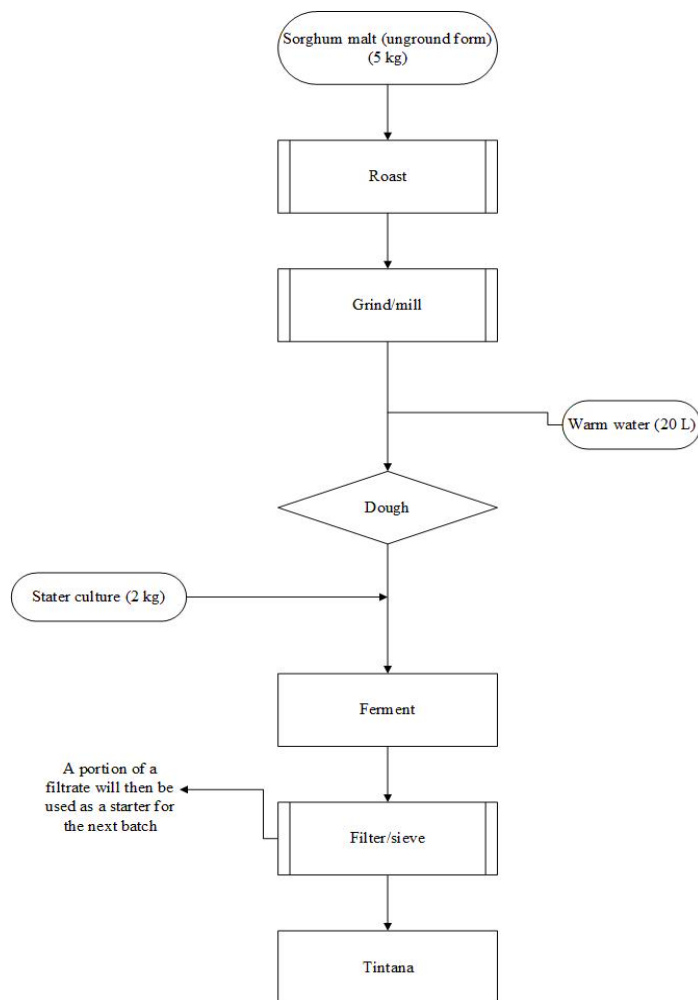 Sorghum malt (unground form)
(5 kg)
Roast
Grind/mill
Warm water (20 L)
Dough
Stater culture (2 kg)
Ferment
A portion of a
filtrate will then be
used as a starter for
the next batch
Filter/sieve
Tintana